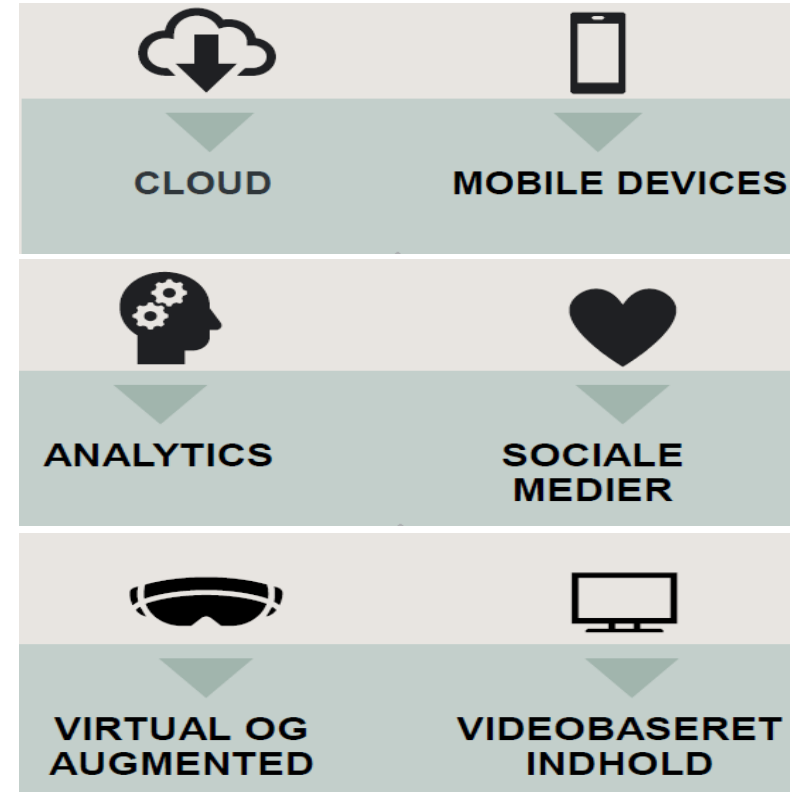 CLOUD
MOBILE DEVICES
ANALYTICS
SOCIALE
MEDIER
VIRTUAL OG
AUGMENTED
VIDEOBASERET
INDHOLD